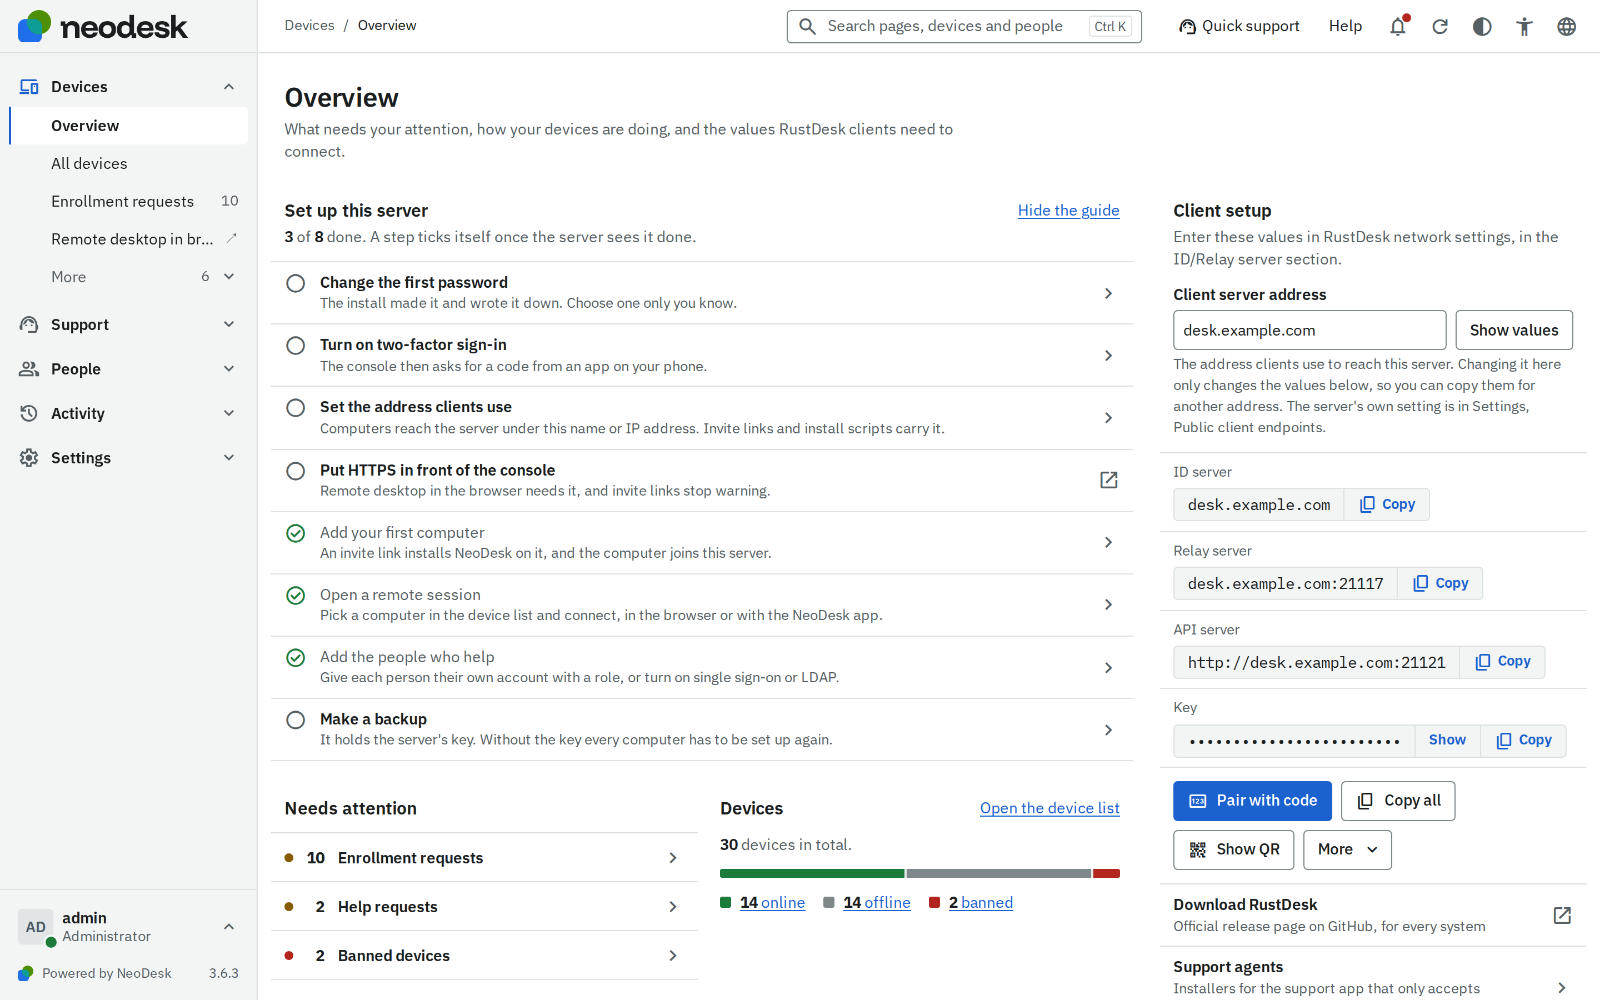 neodesk
Devices / Overview
Search pages, devices and people Ctrl K
Quick support
Help
Devices
Overview
All devices
Enrollment requests 10
Remote desktop in br...
More 6
Support
People
Activity
Settings
AD
admin
Administrator
Powered by NeoDesk 3.6.3
Overview
What needs your attention, how your devices are doing, and the values RustDesk clients need to
connect.
Set up this server
Hide the guide
3 of 8 done. A step ticks itself once the server sees it done.
Change the first password
The install made it and wrote it down. Choose one only you know.
Turn on two-factor sign-in
The console then asks for a code from an app on your phone.
Set the address clients use
Computers reach the server under this name or IP address. Invite links and install scripts carry it.
Put HTTPS in front of the console
Remote desktop in the browser needs it, and invite links stop warning.
Add your first computer
An invite link installs NeoDesk on it, and the computer joins this server.
Open a remote session
Pick a computer in the device list and connect, in the browser or with the NeoDesk app.
Add the people who help
Give each person their own account with a role, or turn on single sign-on or LDAP.
Make a backup
It holds the server's key. Without the key every computer has to be set up again.
Needs attention
10 Enrollment requests
2 Help requests
2 Banned devices
Devices
Open the device list
30 devices in total.
14 online 14 offline 2 banned
Client setup
Enter these values in RustDesk network settings, in the
ID/Relay server section.
Client server address
desk.example.com
Show values
The address clients use to reach this server. Changing it here
only changes the values below, so you can copy them for
another address. The server's own setting is in Settings,
Public client endpoints.
ID server
desk.example.com Copy
Relay server
desk.example.com:21117 Copy
API server
http://desk.example.com:21121 Copy
Key
•••••••••••••••••••••••• Show Copy
Pair with code
Copy all
Show QR
More
Download RustDesk
Official release page on GitHub, for every system
Support agents
Installers for the support app that only accepts